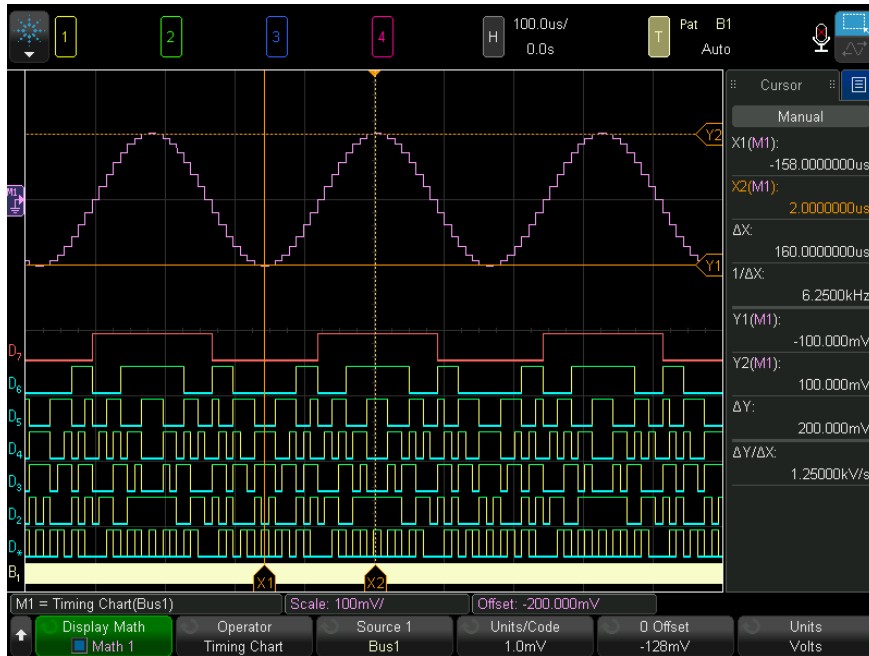 1 2 3 4 H 100.0us/ 0.0s T Pat B1 Auto
Cursor
Manual
X1(M1):
-158.0000000us
X2(M1):
2.0000000us
ΔX:
160.0000000us
1/ΔX:
6.2500kHz
Y1(M1):
-100.000mV
Y2(M1):
100.000mV
ΔY:
200.000mV
ΔY/ΔX:
1.25000kV/s
Y2
M1
Y1
D7
D6
D5
D4
D3
D2
D*
B1
X1 X2
M1 = Timing Chart(Bus1) Scale: 100mV/ Offset: -200.000mV
Display Math Operator Source 1 Units/Code 0 Offset Units
Math 1 Timing Chart Bus1 1.0mV -128mV Volts